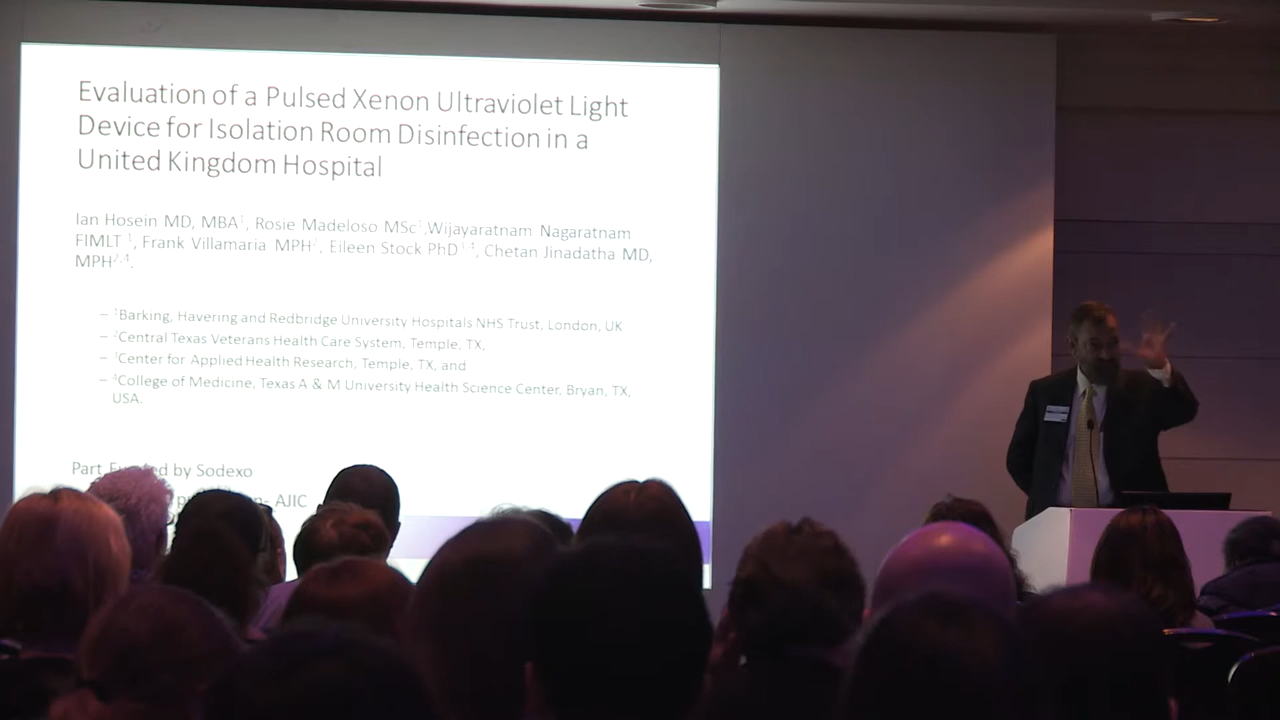 Evaluation of a Pulsed Xenon Ultraviolet Light
Device for Isolation Room Disinfection in a
United Kingdom Hospital
Ian Hosein MD, MBA¹, Rosie Madeloso MSc¹,Wijayaratnam Nagaratnam
FIMLT ¹, Frank Villamaria MPH², Eileen Stock PhD³˒⁴, Chetan Jinadatha MD,
MPH²,⁴.
– ¹Barking, Havering and Redbridge University Hospitals NHS Trust, London, UK
– ²Central Texas Veterans Health Care System, Temple, TX,
– ³Center for Applied Health Research, Temple, TX, and
– ⁴College of Medicine, Texas A & M University Health Science Center, Bryan, TX,
USA.
Part by Sodexo
AJIC